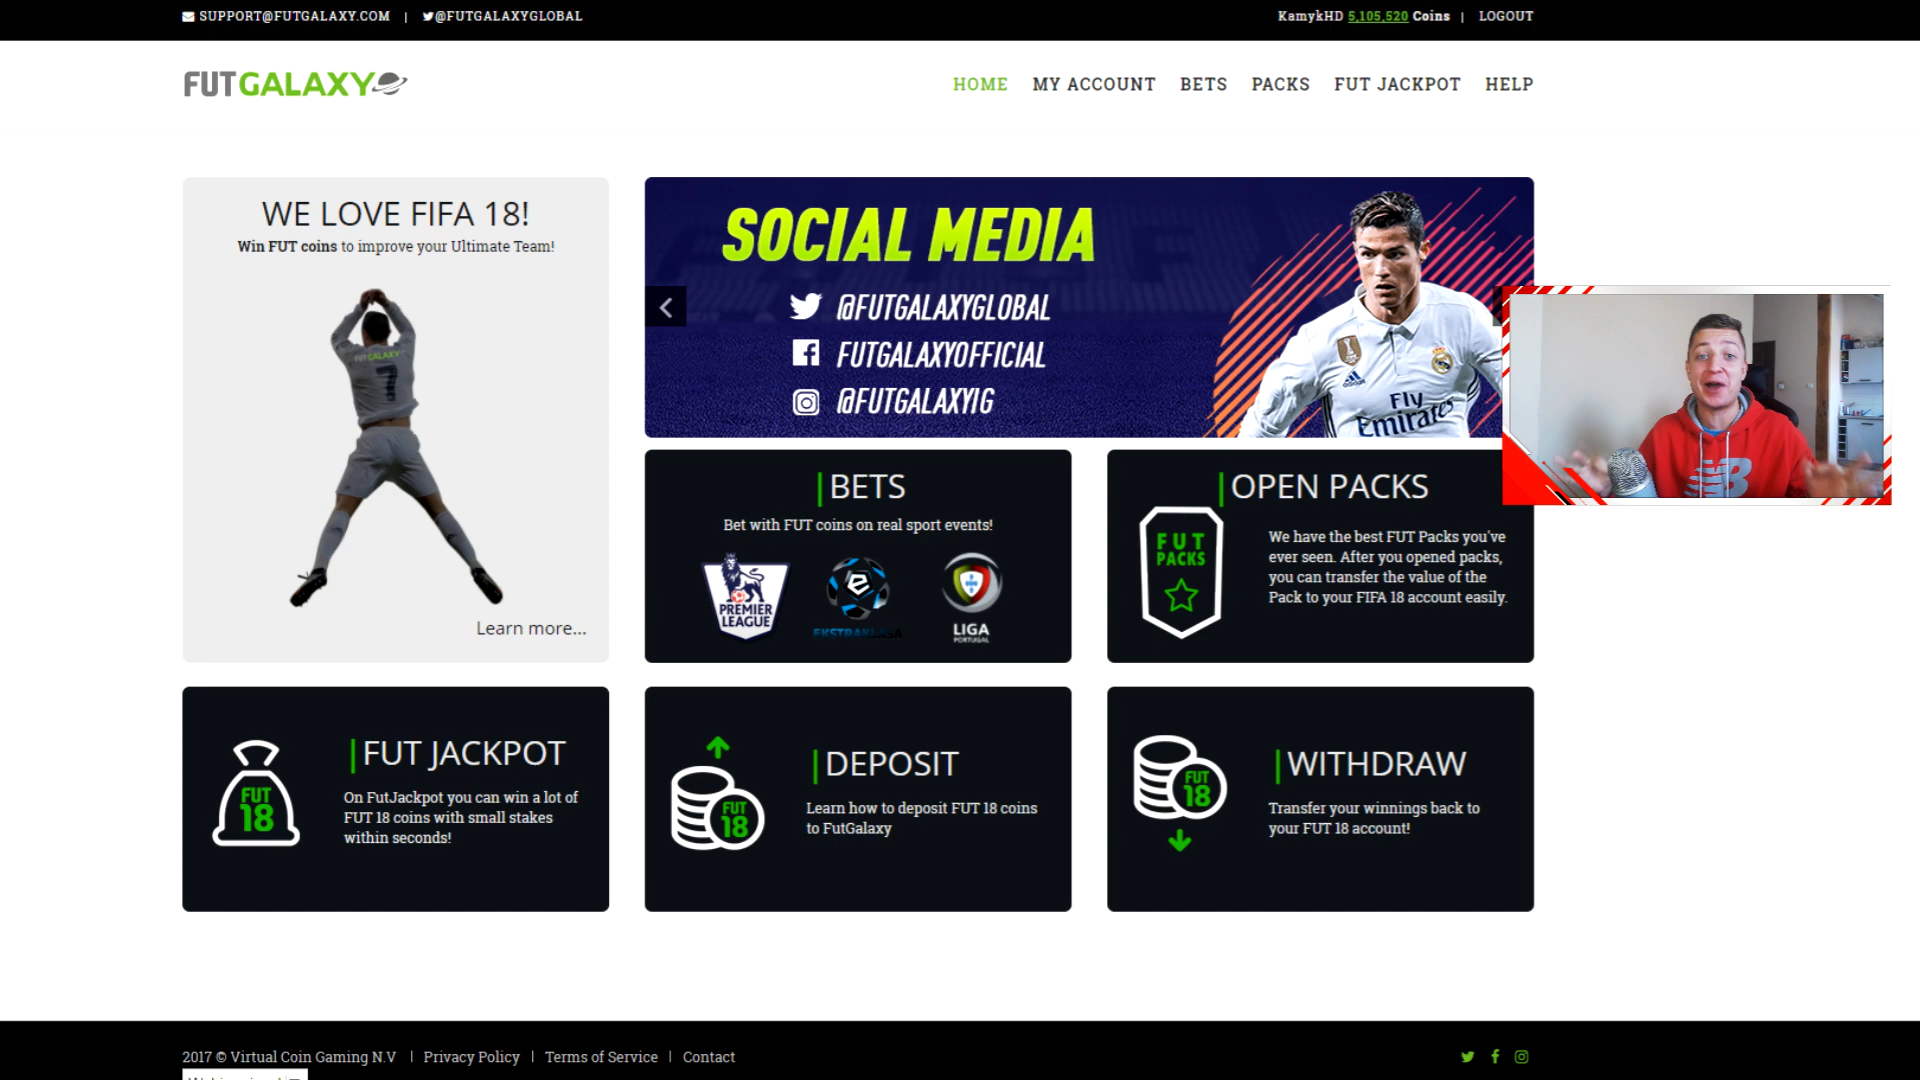 SUPPORT@FUTGALAXY.COM | @FUTGALAXYGLOBAL
KamykHD 5,105,520 Coins | LOGOUT
FUTGALAXY
HOME MY ACCOUNT BETS PACKS FUT JACKPOT HELP
WE LOVE FIFA 18!
Win FUT coins to improve your Ultimate Team!
FUTGALAXY
7
Learn more...
SOCIAL MEDIA
@FUTGALAXYGLOBAL
FUTGALAXYOFFICIAL
@FUTGALAXYIG
adidas
Fly
Emirates
BETS
Bet with FUT coins on real sport events!
PREMIER
LEAGUE
EKSTRAKLASA
LIGA
PORTUGAL
OPEN PACKS
FUT
PACKS
We have the best FUT Packs you've
ever seen. After you opened packs,
you can transfer the value of the
Pack to your FIFA 18 account easily.
FUT
18
FUT JACKPOT
On FutJackpot you can win a lot of
FUT 18 coins with small stakes
within seconds!
FUT
18
DEPOSIT
Learn how to deposit FUT 18 coins
to FutGalaxy
FUT
18
WITHDRAW
Transfer your winnings back to
your FUT 18 account!
2017 © Virtual Coin Gaming N.V | Privacy Policy | Terms of Service | Contact